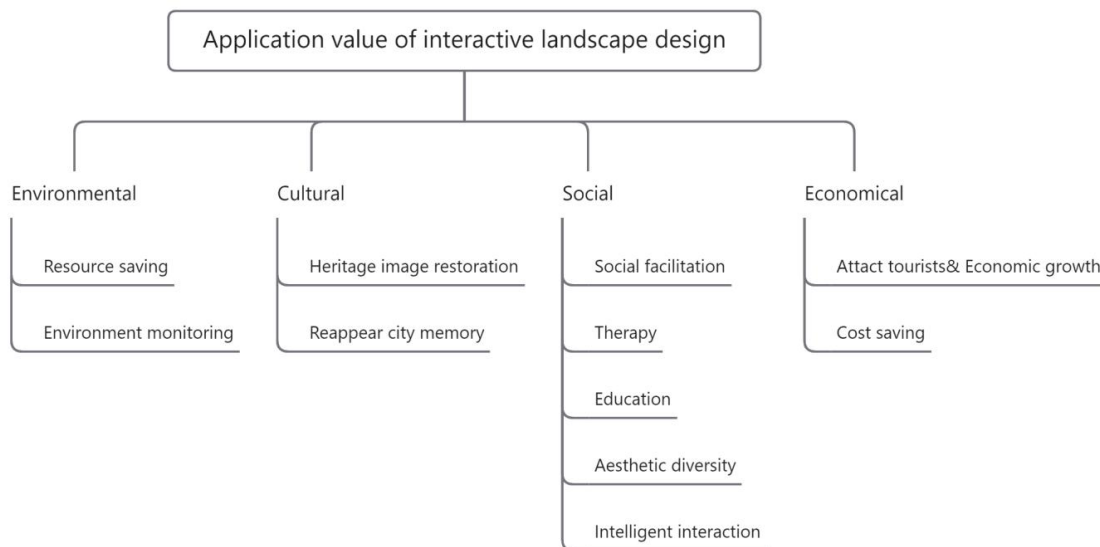 Application value of interactive landscape design
Environmental
Resource saving
Environment monitoring
Cultural
Heritage image restoration
Reappear city memory
Social
Social facilitation
Therapy
Education
Aesthetic diversity
Intelligent interaction
Economical
Attact tourists& Economic growth
Cost saving